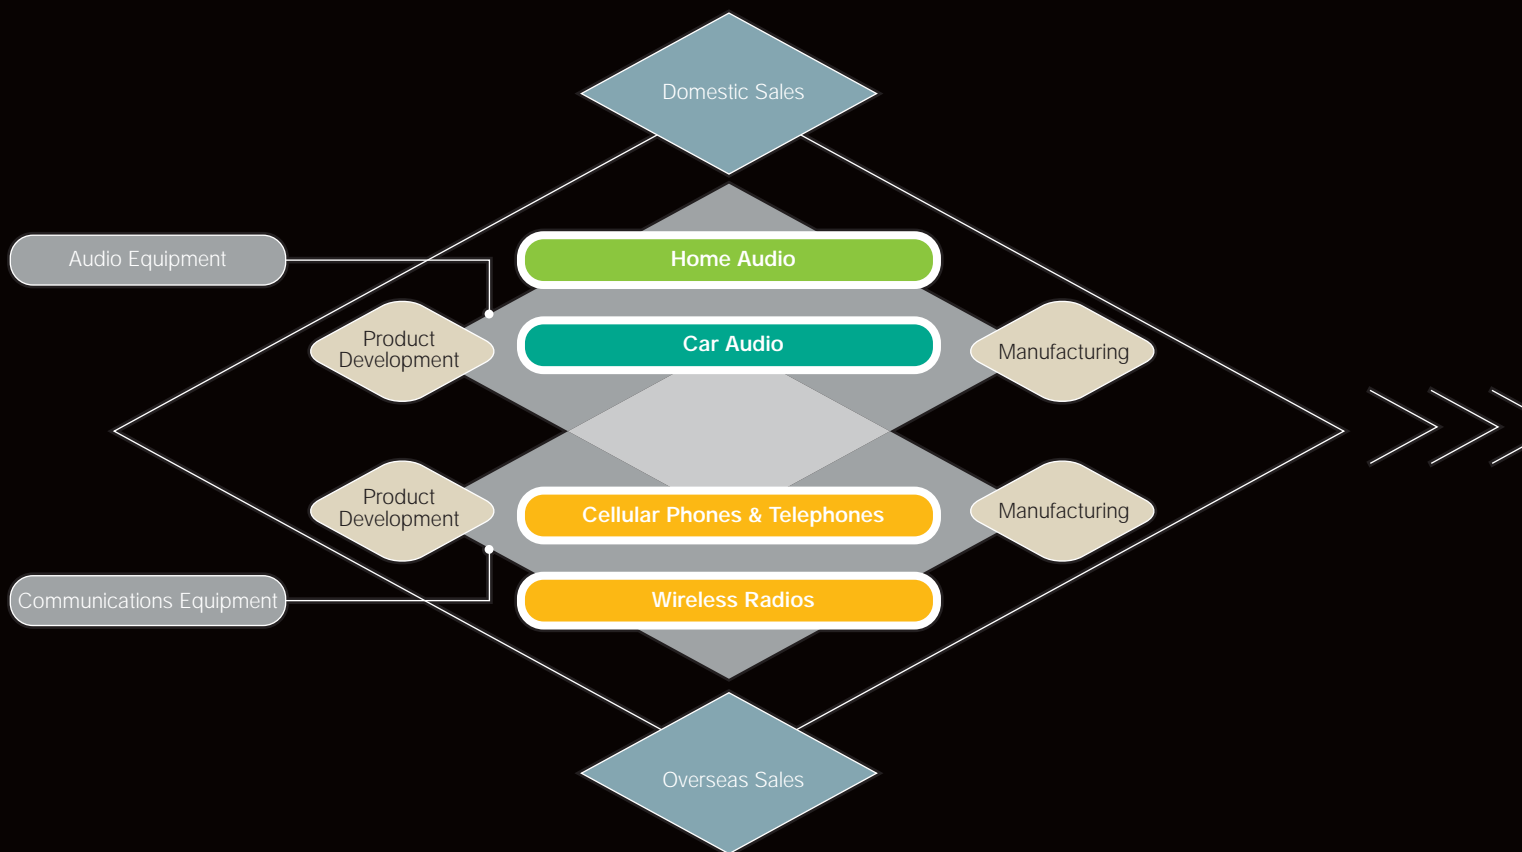 Domestic Sales
Audio Equipment
Home Audio
Product
Development
Car Audio
Manufacturing
Product
Development
Cellular Phones & Telephones
Manufacturing
Communications Equipment
Wireless Radios
Overseas Sales